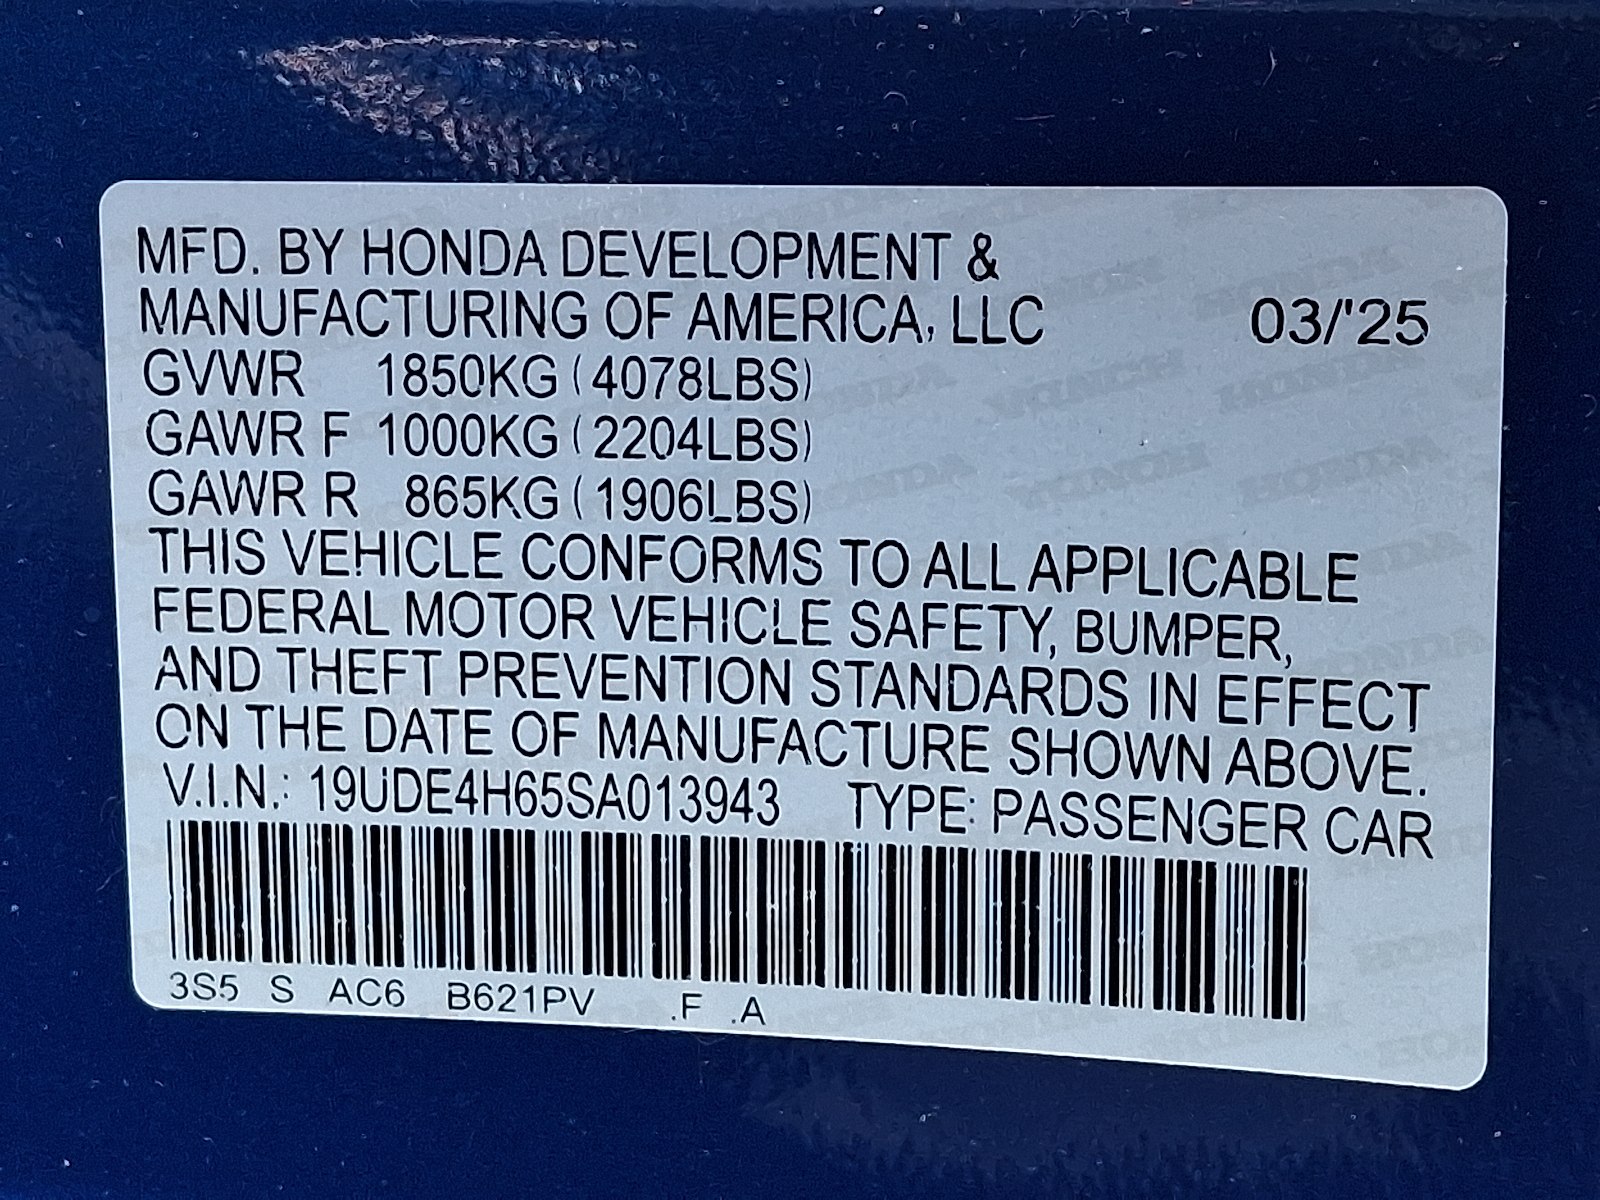 MFD. BY HONDA DEVELOPMENT &
MANUFACTURING OF AMERICA, LLC 03/'25
GVWR 1850KG (4078LBS)
GAWR F 1000KG (2204LBS)
GAWR R 865KG (1906LBS)
THIS VEHICLE CONFORMS TO ALL APPLICABLE
FEDERAL MOTOR VEHICLE SAFETY, BUMPER,
AND THEFT PREVENTION STANDARDS IN EFFECT
ON THE DATE OF MANUFACTURE SHOWN ABOVE.
V.I.N.: 19UDE4H65SA013943 TYPE: PASSENGER CAR
3S5 S AC6 B621PV .F .A